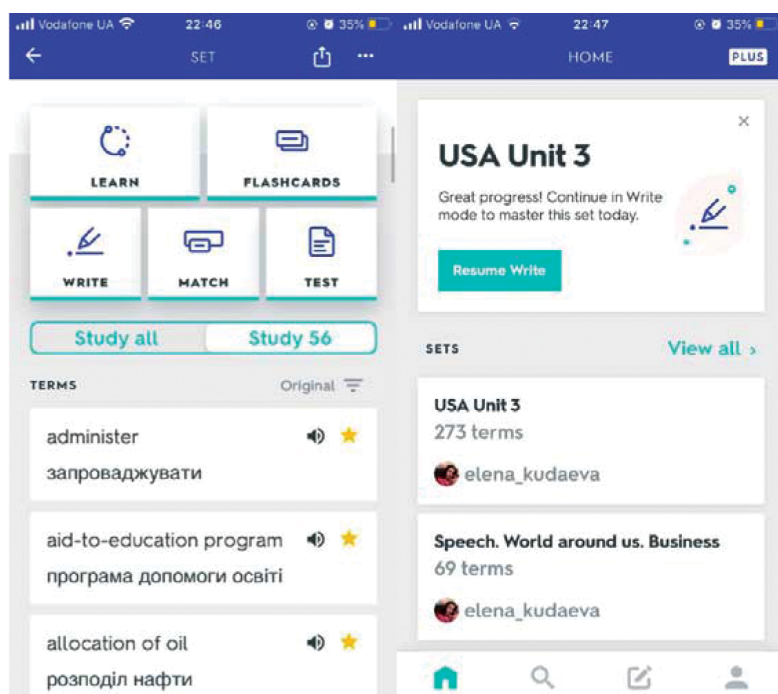 Vodafone UA 22:46 35%
SET
LEARN FLASHCARDS
WRITE MATCH TEST
Study all Study 56
TERMS Original
administer
запроваджувати
aid-to-education program
програма допомоги освіті
allocation of oil
розподіл нафти
Vodafone UA 22:47 35%
HOME PLUS
USA Unit 3
Great progress! Continue in Write
mode to master this set today.
Resume Write
SETS View all >
USA Unit 3
273 terms
elena_kudaeva
Speech. World around us. Business
69 terms
elena_kudaeva